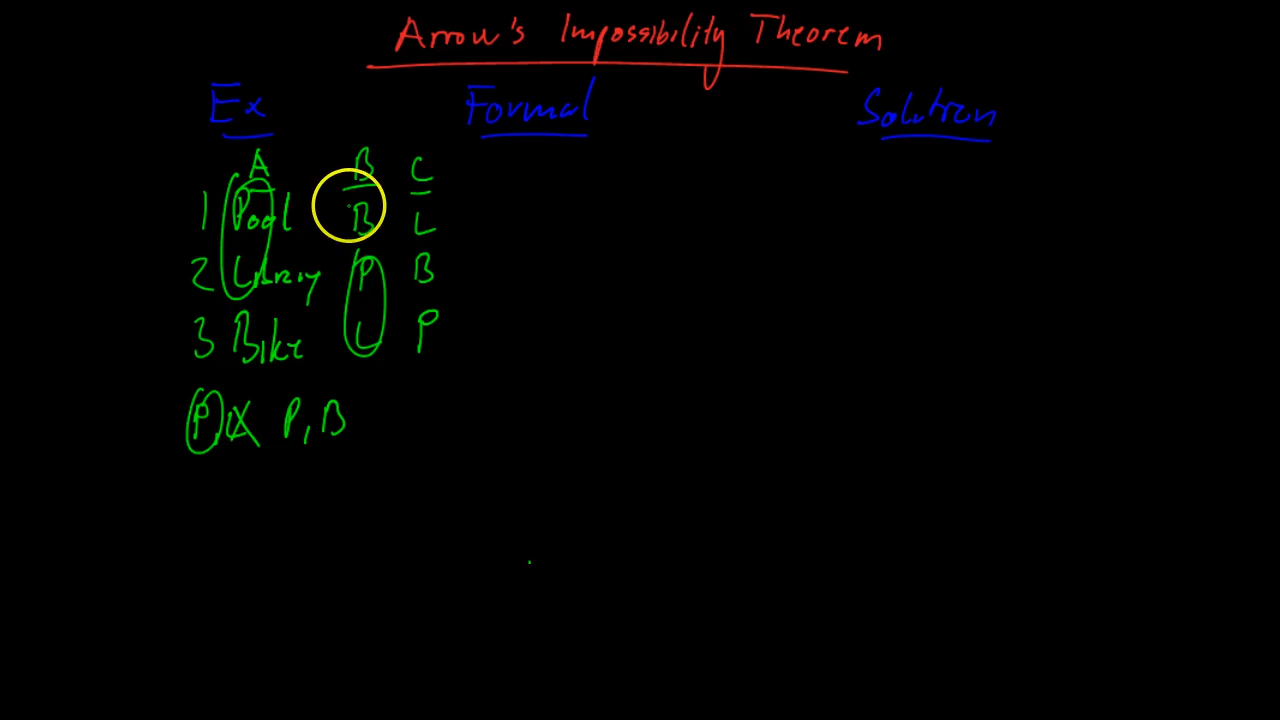 Arrow's Impossibility Theorem
Ex Formal Solution
A B C
1 Pool B L
2 Library P B
3 Bike L P
P, L P, B